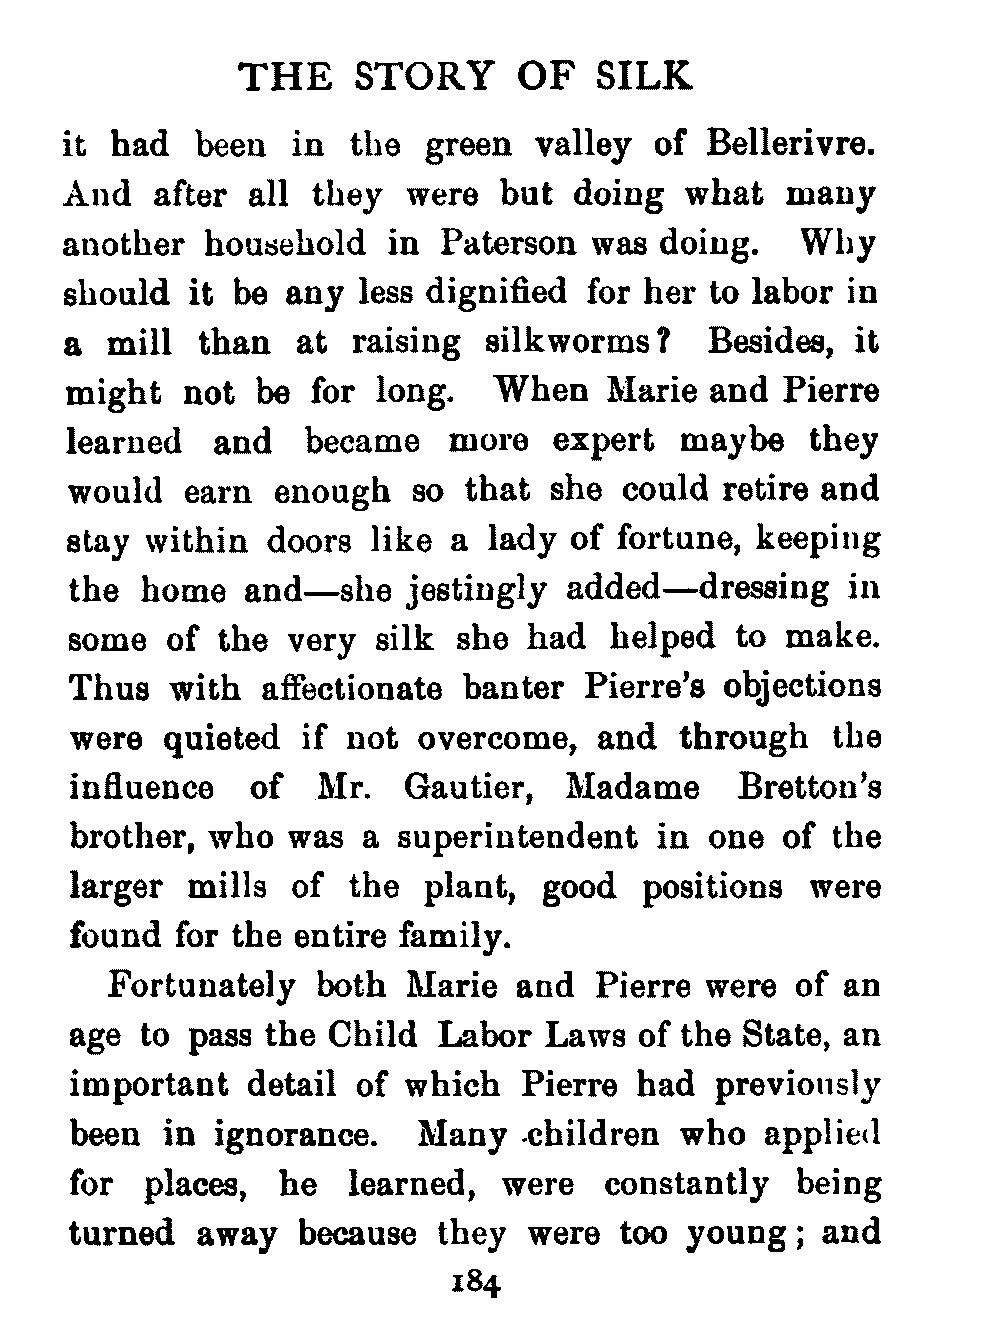 THE STORY OF SILK
it had been in the green valley of Bellerivre.
And after all they were but doing what many
another household in Paterson was doing. Why
should it be any less dignified for her to labor in
a mill than at raising silkworms? Besides, it
might not be for long. When Marie and Pierre
learned and became more expert maybe they
would earn enough so that she could retire and
stay within doors like a lady of fortune, keeping
the home and—she jestingly added—dressing in
some of the very silk she had helped to make.
Thus with affectionate banter Pierre's objections
were quieted if not overcome, and through the
influence of Mr. Gautier, Madame Bretton's
brother, who was a superintendent in one of the
larger mills of the plant, good positions were
found for the entire family.
Fortunately both Marie and Pierre were of an
age to pass the Child Labor Laws of the State, an
important detail of which Pierre had previously
been in ignorance. Many children who applied
for places, he learned, were constantly being
turned away because they were too young; and
184